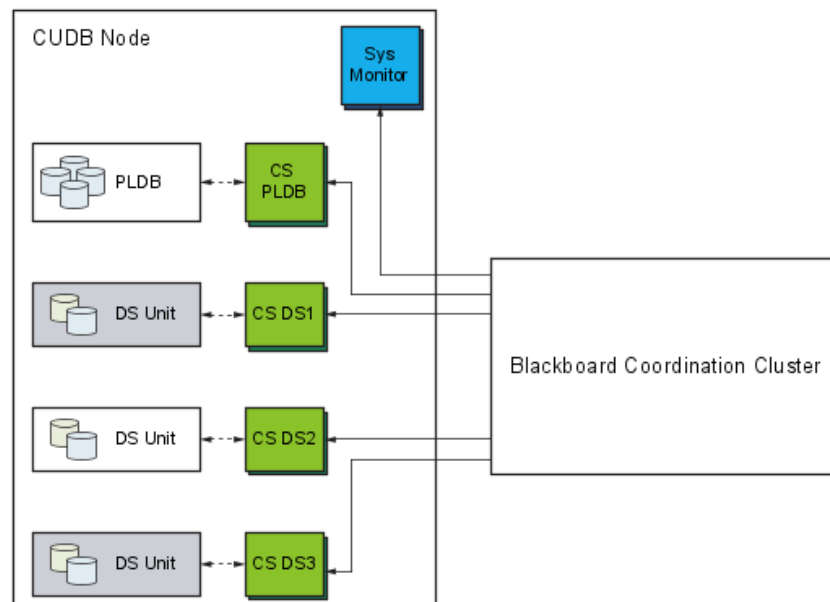 CUDB Node
Sys
Monitor
PLDB
CS
PLDB
DS Unit
CS DS1
Blackboard Coordination Cluster
DS Unit
CS DS2
DS Unit
CS DS3